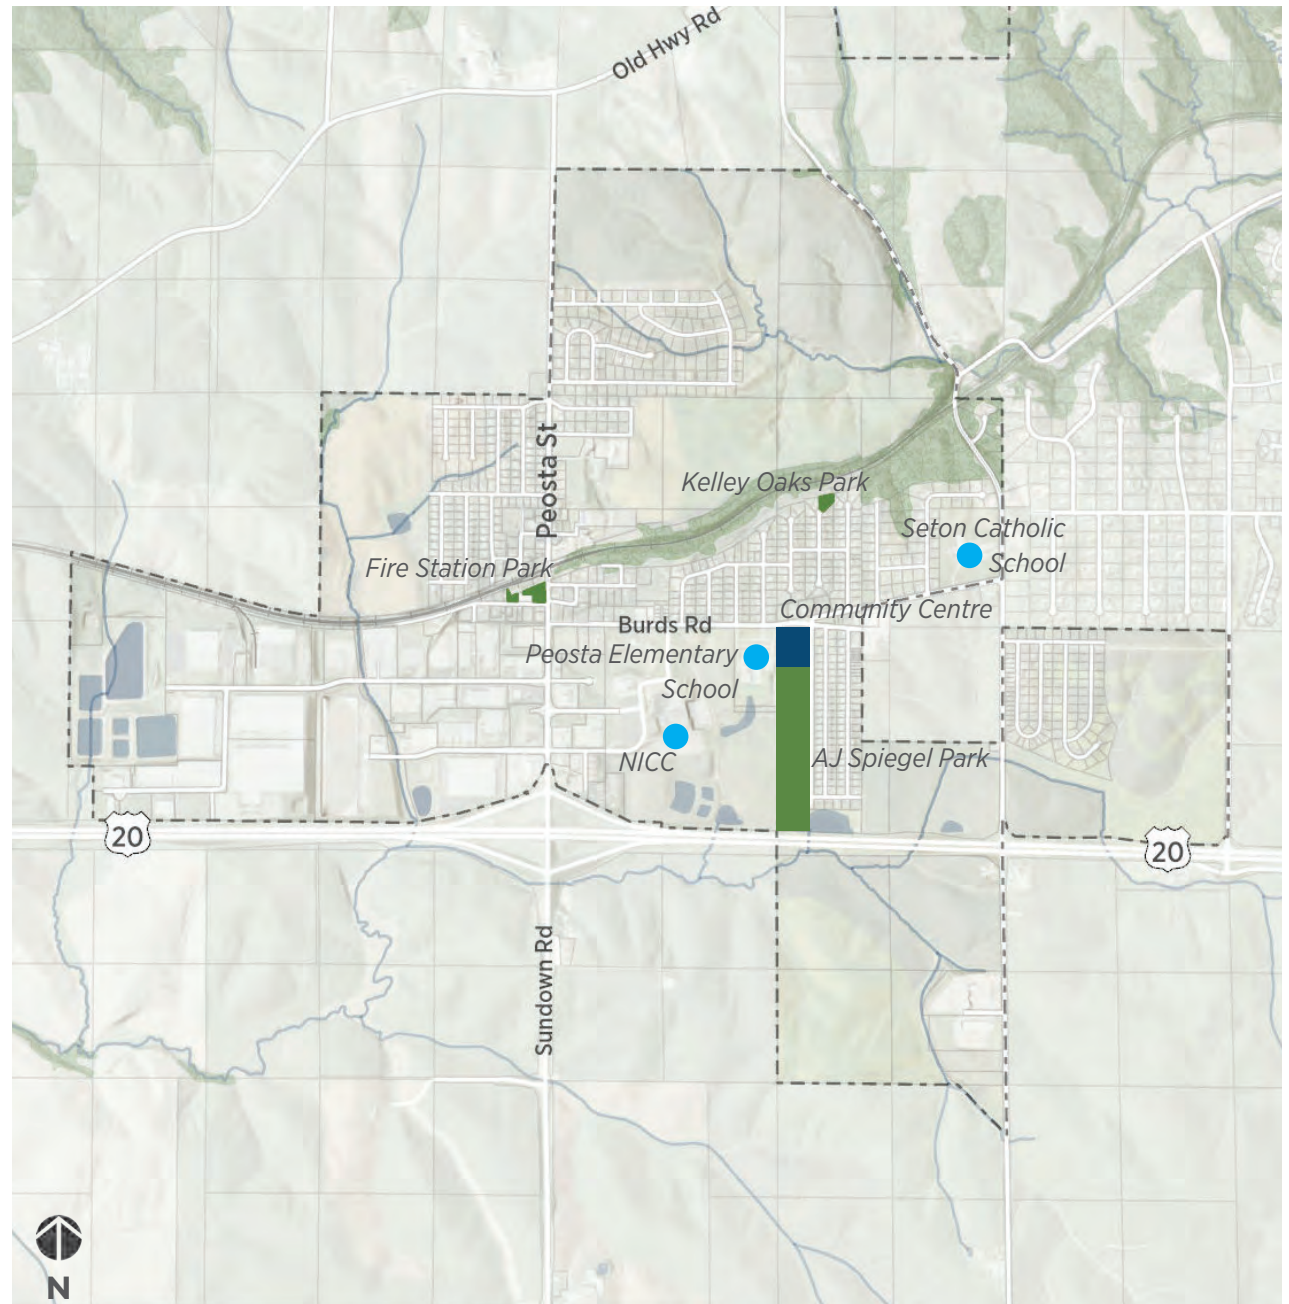 Old Hwy Rd
Peosta St
Kelley Oaks Park
Seton Catholic
School
Fire Station Park
Community Centre
Burds Rd
Peosta Elementary
School
NICC
AJ Spiegel Park
20
20
Sundown Rd
N